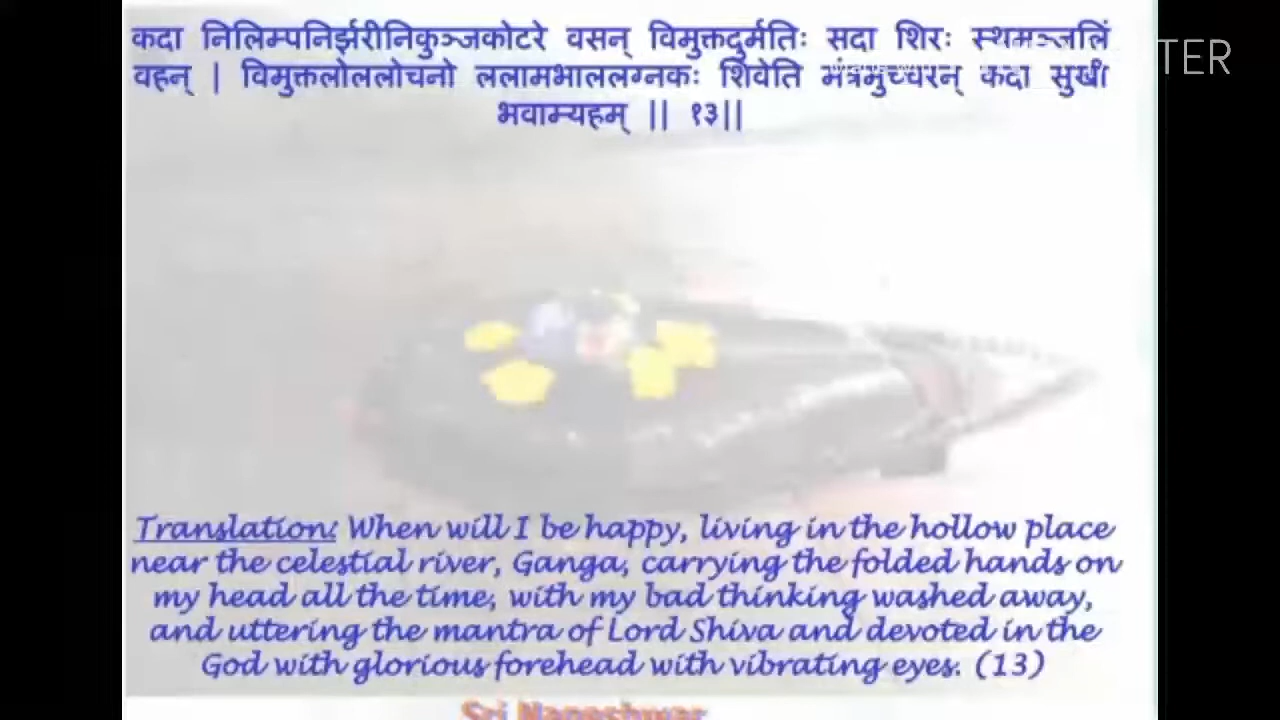 कदा निलिम्पनिर्झरीनिकुञ्जकोटरे वसन् विमुक्तदुर्मतिः सदा शिरः स्थमञ्जलिं
वहन् | विमुक्तलोललोचनो ललामभाललग्नकः शिवेति मंत्रमुच्चरन् कदा सुखी
भवाम्यहम् || १३||
Translation: When will I be happy, living in the hollow place
near the celestial river, Ganga, carrying the folded hands on
my head all the time, with my bad thinking washed away,
and uttering the mantra of Lord Shiva and devoted in the
God with glorious forehead with vibrating eyes. (13)